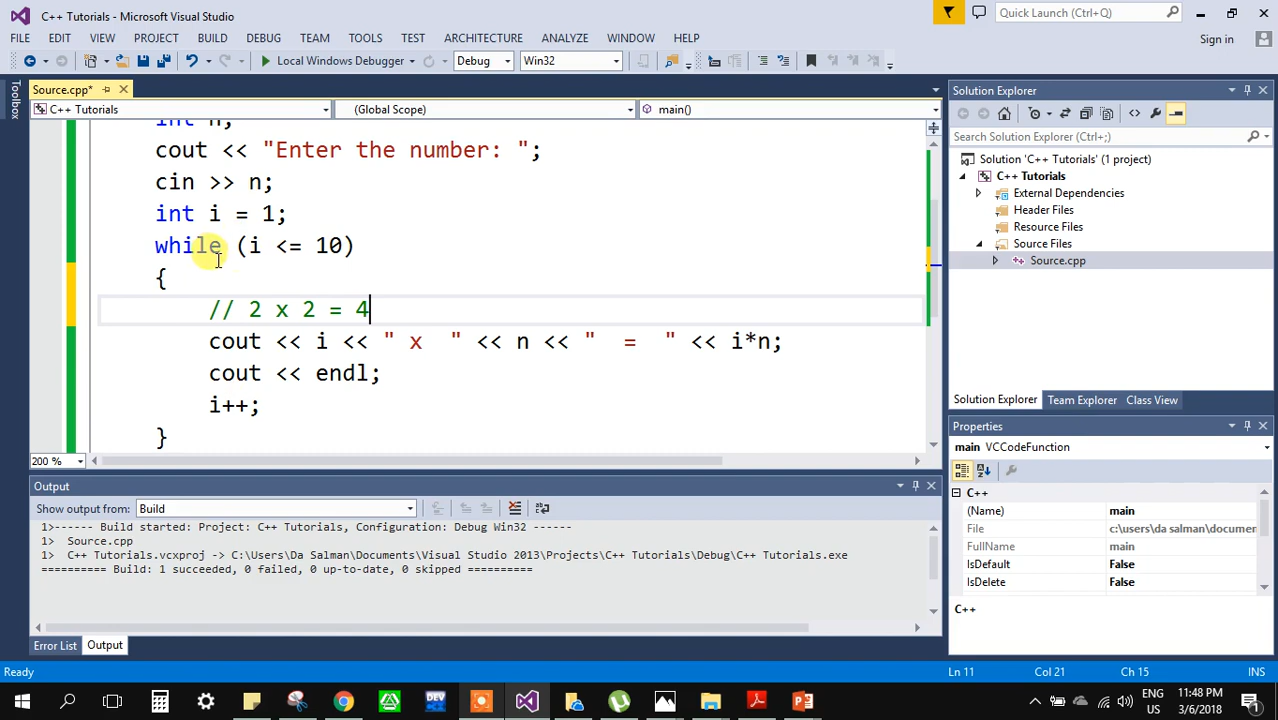 C++ Tutorials - Microsoft Visual Studio
Quick Launch (Ctrl+Q)
FILE EDIT VIEW PROJECT BUILD DEBUG TEAM TOOLS TEST ARCHITECTURE ANALYZE WINDOW HELP
Sign in
Local Windows Debugger Debug Win32
Toolbox
Source.cpp*
C++ Tutorials (Global Scope) main()
int n;
cout << "Enter the number: ";
cin >> n;
int i = 1;
while (i <= 10)
{
// 2 x 2 = 4
cout << i << " x  " << n << "  =  " << i*n;
cout << endl;
i++;
}
200 %
Solution Explorer
Search Solution Explorer (Ctrl+;)
Solution 'C++ Tutorials' (1 project)
C++ Tutorials
External Dependencies
Header Files
Resource Files
Source Files
Source.cpp
Solution Explorer Team Explorer Class View
Properties
main VCCodeFunction
C++
(Name) main
File c:\users\da salman\documen
FullName main
IsDefault False
IsDelete False
C++
Output
Show output from: Build
1>------ Build started: Project: C++ Tutorials, Configuration: Debug Win32 ------
1>  Source.cpp
1>  C++ Tutorials.vcxproj -> C:\Users\Da Salman\Documents\Visual Studio 2013\Projects\C++ Tutorials\Debug\C++ Tutorials.exe
========== Build: 1 succeeded, 0 failed, 0 up-to-date, 0 skipped ==========
Error List Output
Ready Ln 11 Col 21 Ch 15 INS
DEV
ENG
US
11:48 PM
3/6/2018